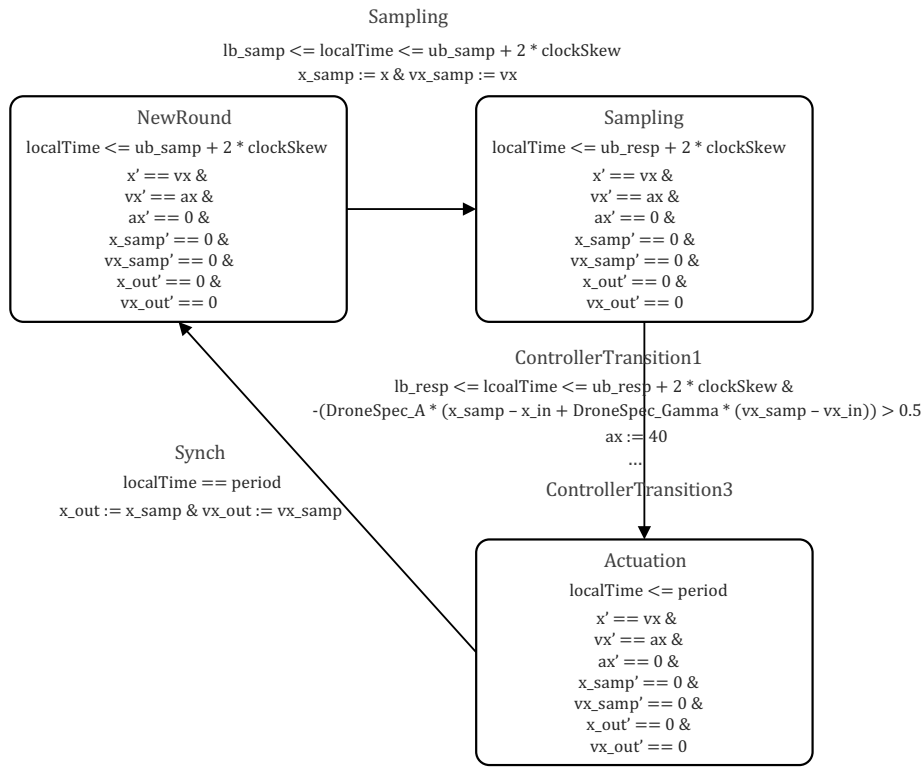 Sampling
lb_samp <= localTime <= ub_samp + 2 * clockSkew
x_samp := x & vx_samp := vx
NewRound
localTime <= ub_samp + 2 * clockSkew
x' == vx &
vx' == ax &
ax' == 0 &
x_samp' == 0 &
vx_samp' == 0 &
x_out' == 0 &
vx_out' == 0
Sampling
localTime <= ub_resp + 2 * clockSkew
x' == vx &
vx' == ax &
ax' == 0 &
x_samp' == 0 &
vx_samp' == 0 &
x_out' == 0 &
vx_out' == 0
ControllerTransition1
lb_resp <= lcoalTime <= ub_resp + 2 * clockSkew &
-(DroneSpec_A * (x_samp – x_in + DroneSpec_Gamma * (vx_samp – vx_in)) > 0.5
ax := 40
...
ControllerTransition3
Synch
localTime == period
x_out := x_samp & vx_out := vx_samp
Actuation
localTime <= period
x' == vx &
vx' == ax &
ax' == 0 &
x_samp' == 0 &
vx_samp' == 0 &
x_out' == 0 &
vx_out' == 0